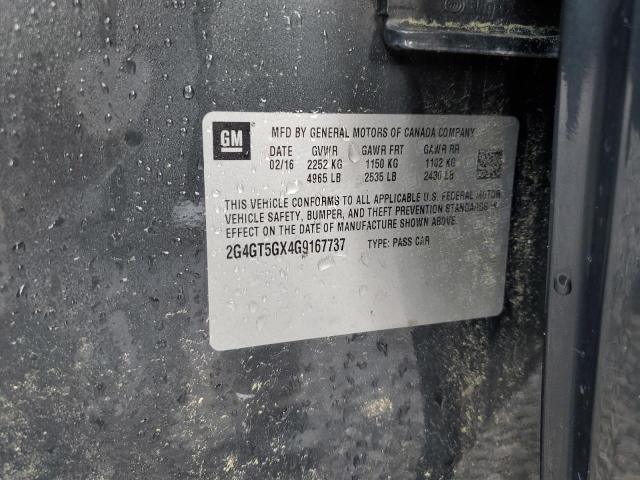 GM
MFD BY GENERAL MOTORS OF CANADA COMPANY
DATE GVWR GAWR FRT GAWR RR
02/16 2252 KG 1150 KG 1102 KG
4965 LB 2535 LB 2430 LB
THIS VEHICLE CONFORMS TO ALL APPLICABLE U.S. FEDERAL MOTOR
VEHICLE SAFETY, BUMPER, AND THEFT PREVENTION STANDARDS IN
EFFECT ON THE DATE OF MANUFACTURE SHOWN ABOVE.
2G4GT5GX4G9167737 TYPE: PASS CAR